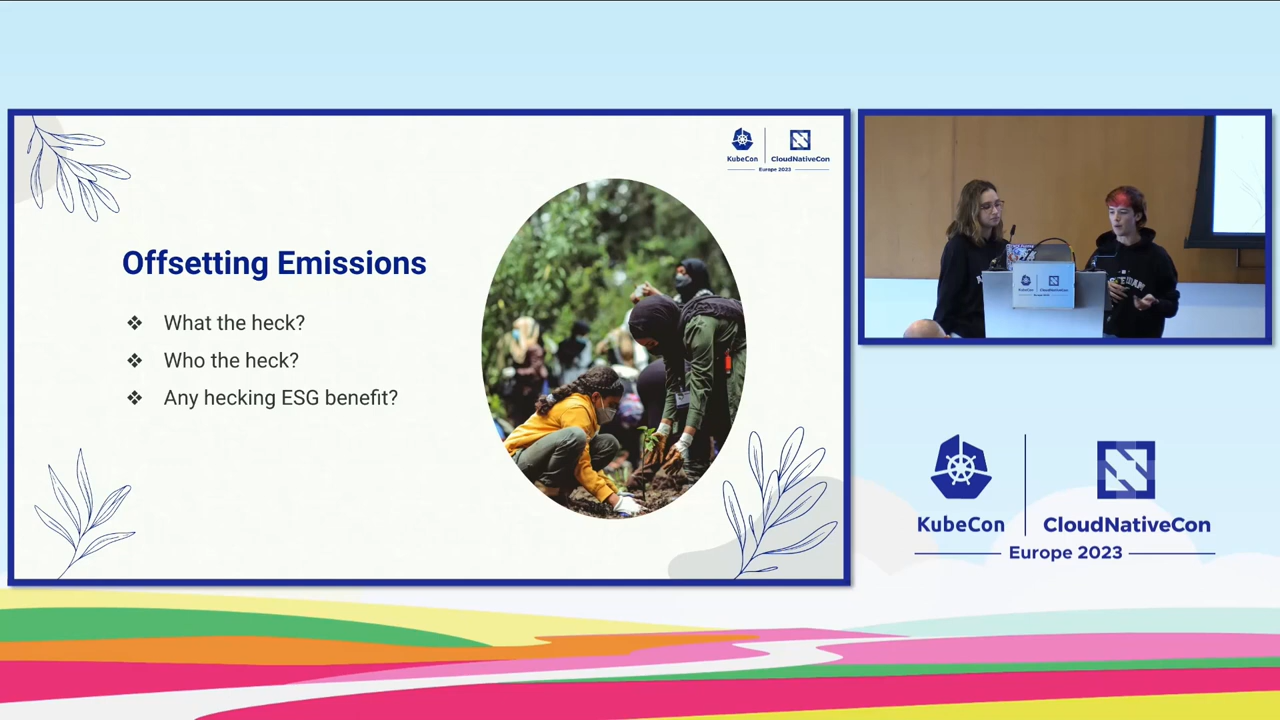 KubeCon
CloudNativeCon
Europe 2023
Offsetting Emissions
❖ What the heck?
❖ Who the heck?
❖ Any hecking ESG benefit?
KubeCon
CloudNativeCon
Europe 2023